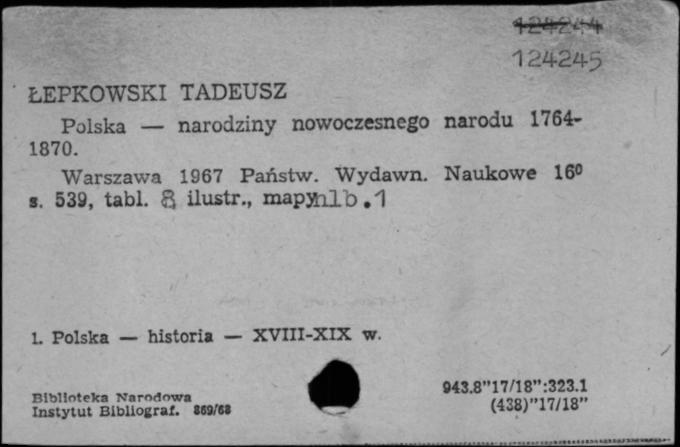 124244
124245
ŁEPKOWSKI TADEUSZ
Polska — narodziny nowoczesnego narodu 1764-
1870.
Warszawa 1967 Państw. Wydawn. Naukowe 16°
s. 539, tabl. 8 ilustr., mapy nlb. 1
1. Polska — historia — XVIII-XIX w.
Biblioteka Narodowa
Instytut Bibliograf. 869/68
943.8"17/18":323.1
(438)"17/18"